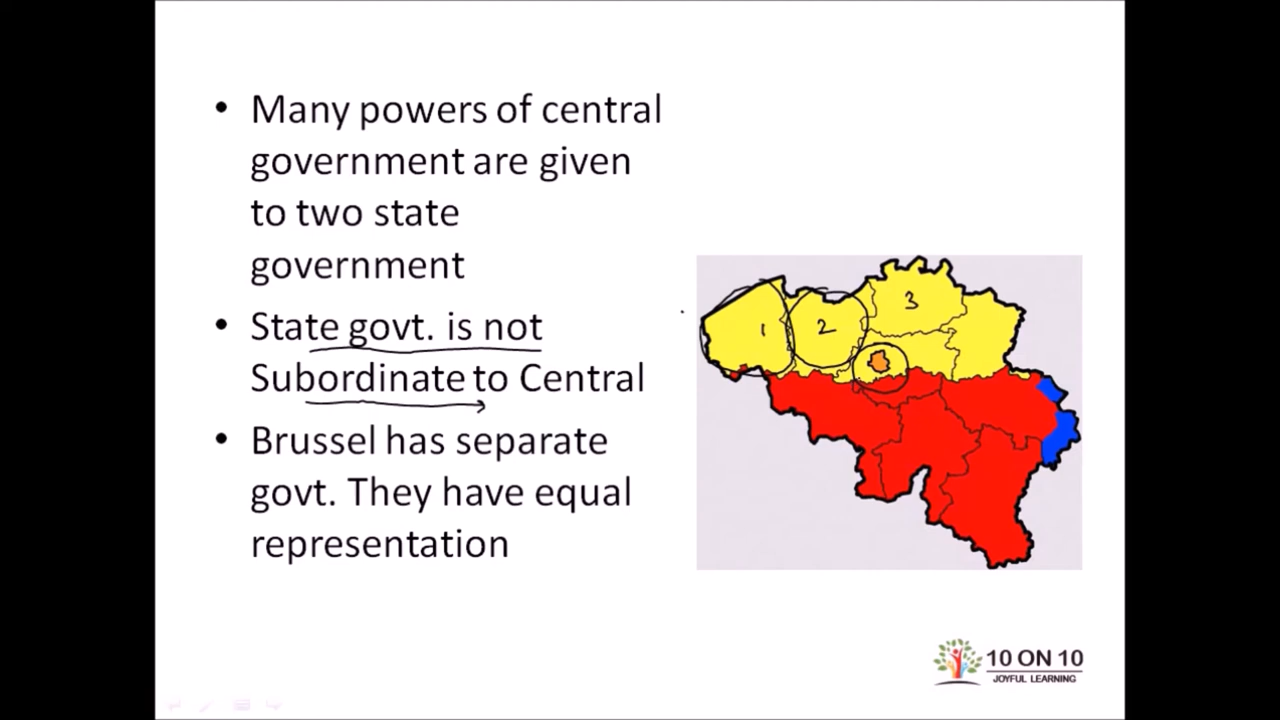 • Many powers of central
government are given
to two state
government
• State govt. is not
Subordinate to Central
• Brussel has separate
govt. They have equal
representation
1 2 3
10 ON 10
JOYFUL LEARNING